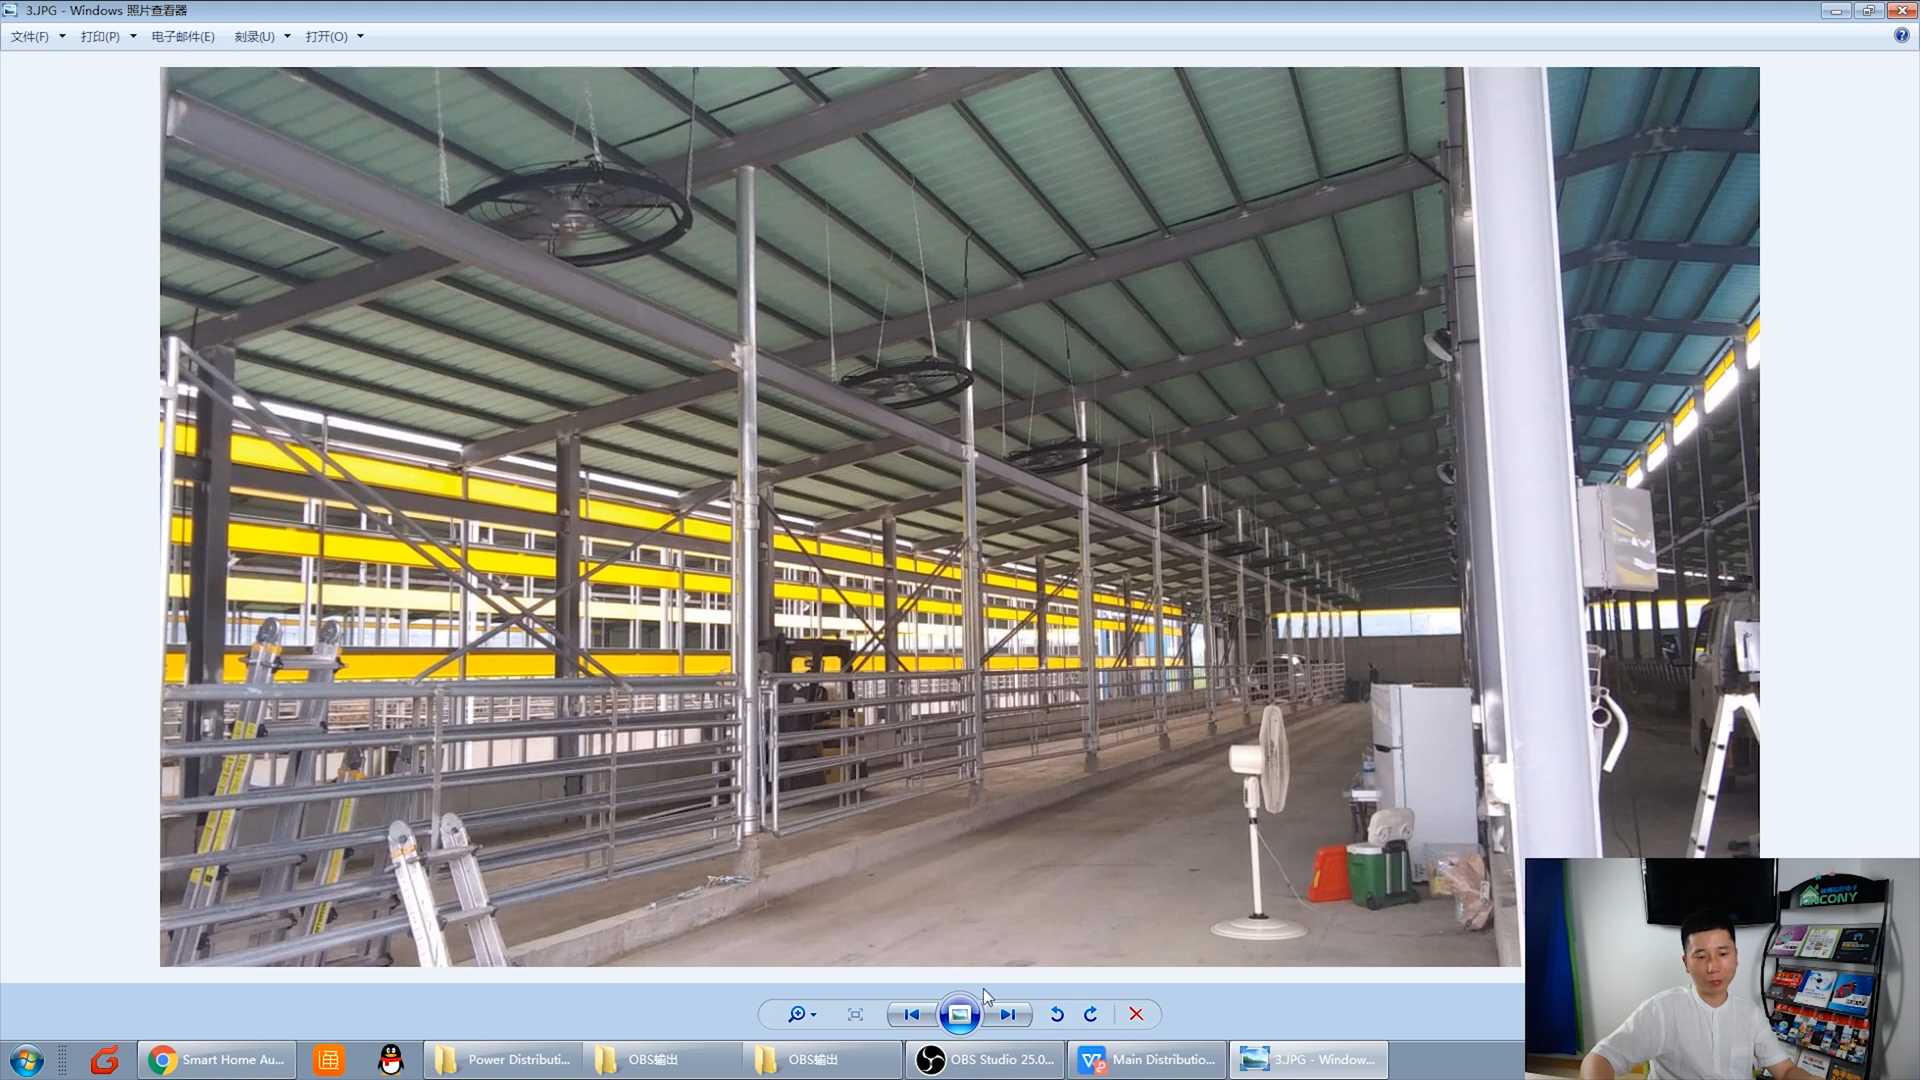 3.JPG - Windows 照片查看器
文件(F) 打印(P) 电子邮件(E) 刻录(U) 打开(O)
KINCONY
Smart Home Au...
通
Power Distributi...
OBS输出
OBS输出
OBS Studio 25.0...
Main Distributio...
3.JPG - Window...